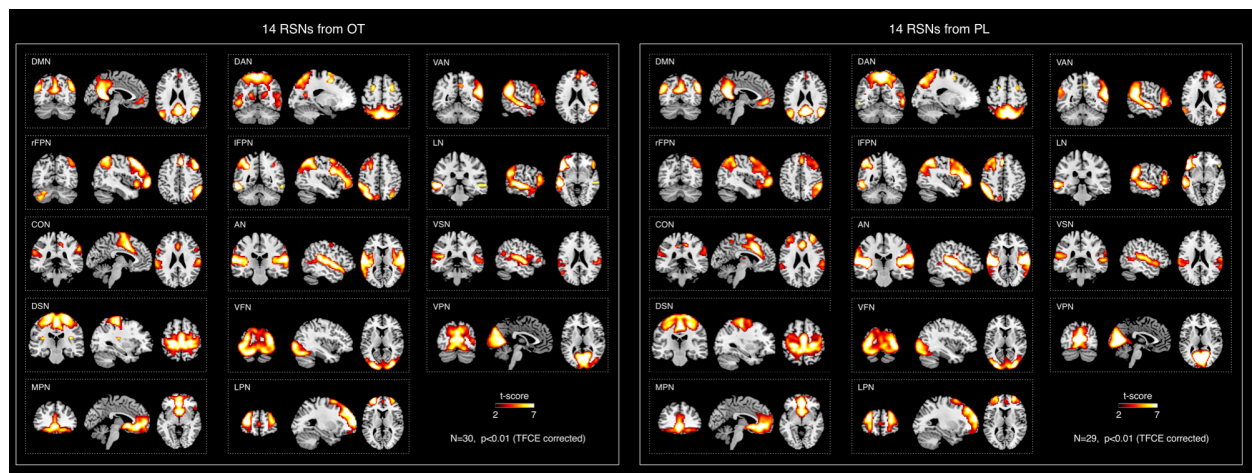 14 RSNs from OT
DMN
DAN
VAN
rFPN
lFPN
LN
CON
AN
VSN
DSN
VFN
VPN
MPN
LPN
t-score
2 7
N=30, p<0.01 (TFCE corrected)
14 RSNs from PL
DMN
DAN
VAN
rFPN
lFPN
LN
CON
AN
VSN
DSN
VFN
VPN
MPN
LPN
t-score
2 7
N=29, p<0.01 (TFCE corrected)